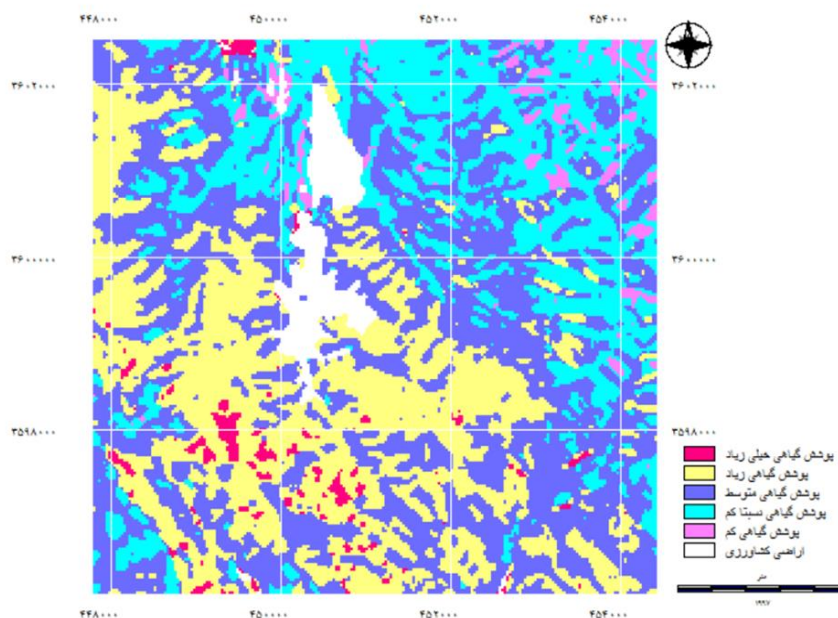 ۴۴۸۰۰۰ ۴۵۰۰۰۰ ۴۵۲۰۰۰ ۴۵۴۰۰۰
۳۶۰۲۰۰۰ ۳۶۰۲۰۰۰
۳۶۰۰۰۰۰ ۳۶۰۰۰۰۰
۳۵۹۸۰۰۰ ۳۵۹۸۰۰۰
پوشش گیاهی خیلی زیاد
پوشش گیاهی زیاد
پوشش گیاهی متوسط
پوشش گیاهی نسبتا کم
پوشش گیاهی کم
اراضی کشاورزی
متر
۴۴۸۰۰۰ ۴۵۰۰۰۰ ۴۵۲۰۰۰ ۴۵۴۰۰۰